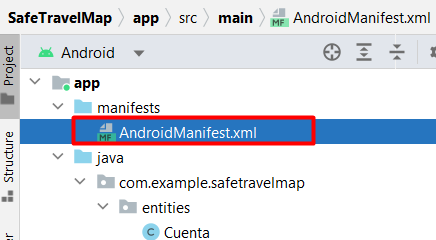 SafeTravelMap app src main AndroidManifest.xml
Android
Project
app
manifests
MF AndroidManifest.xml
java
com.example.safetravelmap
entities
C Cuenta
Structure